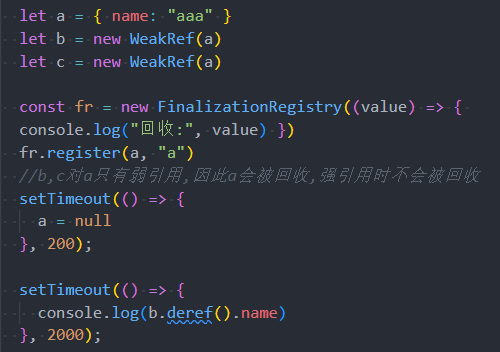 let a = { name: "aaa" }
let b = new WeakRef(a)
let c = new WeakRef(a)
const fr = new FinalizationRegistry((value) => {
console.log("回收:", value) })
fr.register(a, "a")
//b,c对a只有弱引用,因此a会被回收,强引用时不会被回收
setTimeout(() => {
  a = null
}, 200);
setTimeout(() => {
  console.log(b.deref().name)
}, 2000);